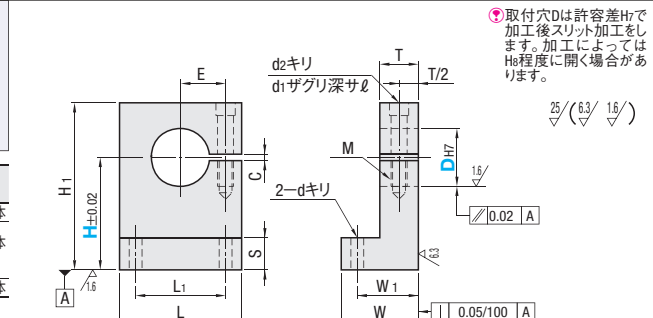 取付穴Dは許容差H7で
加工後スリット加工をし
ます。加工によっては
H8程度に開く場合があ
ります。
25/(6.3/ 1.6/)
T
E
d2キリ
d1ザグリ深サℓ
T/2
H1
H±0.02
C
M
DH7
1.6
// 0.02 A
2-dキリ
S
6.3
A
1.6
L1
L
W1
W
⊥ 0.05/100 A
体
体
体